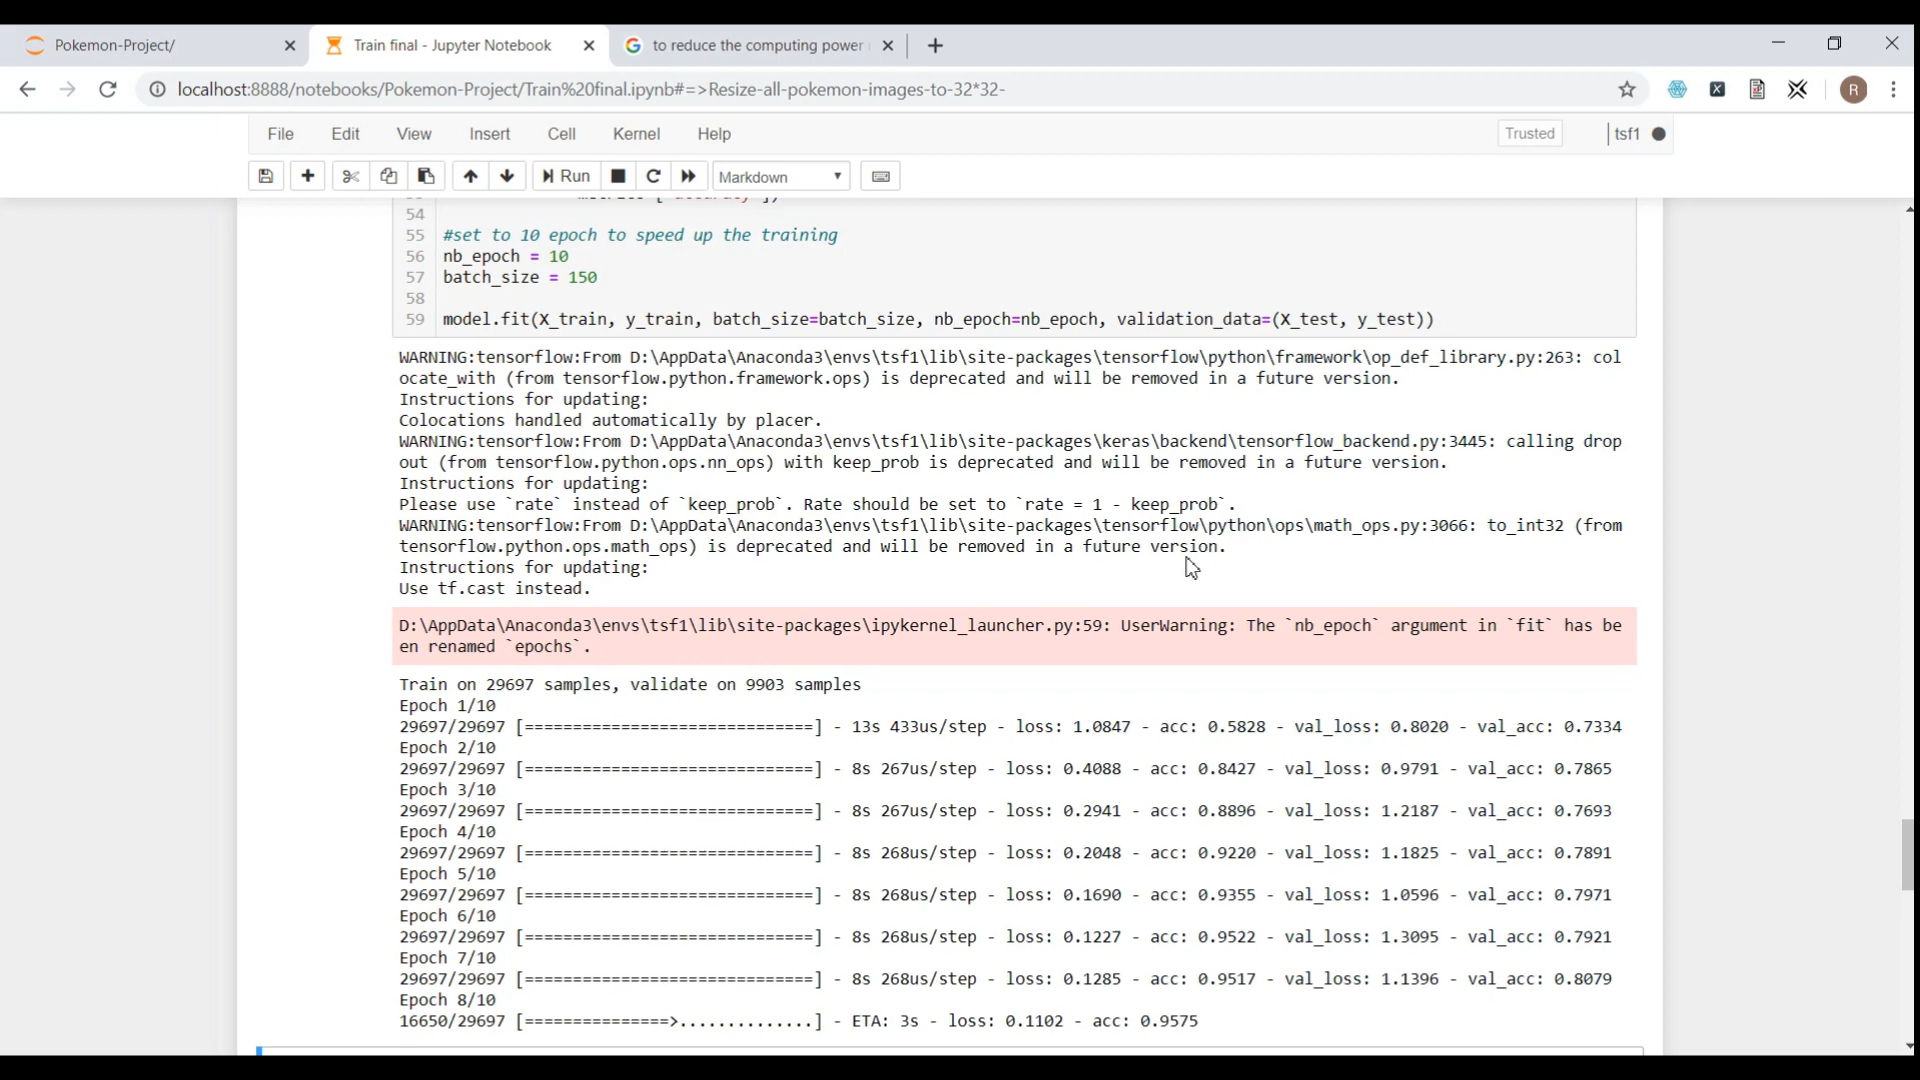 Pokemon-Project/
Train final - Jupyter Notebook
to reduce the computing power
localhost:8888/notebooks/Pokemon-Project/Train%20final.ipynb#=>Resize-all-pokemon-images-to-32*32-
R
File Edit View Insert Cell Kernel Help
Trusted
tsf1
Run
Markdown
54
55 #set to 10 epoch to speed up the training
56 nb_epoch = 10
57 batch_size = 150
58
59 model.fit(X_train, y_train, batch_size=batch_size, nb_epoch=nb_epoch, validation_data=(X_test, y_test))
WARNING:tensorflow:From D:\AppData\Anaconda3\envs\tsf1\lib\site-packages\tensorflow\python\framework\op_def_library.py:263: col
ocate_with (from tensorflow.python.framework.ops) is deprecated and will be removed in a future version.
Instructions for updating:
Colocations handled automatically by placer.
WARNING:tensorflow:From D:\AppData\Anaconda3\envs\tsf1\lib\site-packages\keras\backend\tensorflow_backend.py:3445: calling drop
out (from tensorflow.python.ops.nn_ops) with keep_prob is deprecated and will be removed in a future version.
Instructions for updating:
Please use `rate` instead of `keep_prob`. Rate should be set to `rate = 1 - keep_prob`.
WARNING:tensorflow:From D:\AppData\Anaconda3\envs\tsf1\lib\site-packages\tensorflow\python\ops\math_ops.py:3066: to_int32 (from
tensorflow.python.ops.math_ops) is deprecated and will be removed in a future version.
Instructions for updating:
Use tf.cast instead.
D:\AppData\Anaconda3\envs\tsf1\lib\site-packages\ipykernel_launcher.py:59: UserWarning: The `nb_epoch` argument in `fit` has be
en renamed `epochs`.
Train on 29697 samples, validate on 9903 samples
Epoch 1/10
29697/29697 [==============================] - 13s 433us/step - loss: 1.0847 - acc: 0.5828 - val_loss: 0.8020 - val_acc: 0.7334
Epoch 2/10
29697/29697 [==============================] - 8s 267us/step - loss: 0.4088 - acc: 0.8427 - val_loss: 0.9791 - val_acc: 0.7865
Epoch 3/10
29697/29697 [==============================] - 8s 267us/step - loss: 0.2941 - acc: 0.8896 - val_loss: 1.2187 - val_acc: 0.7693
Epoch 4/10
29697/29697 [==============================] - 8s 268us/step - loss: 0.2048 - acc: 0.9220 - val_loss: 1.1825 - val_acc: 0.7891
Epoch 5/10
29697/29697 [==============================] - 8s 268us/step - loss: 0.1690 - acc: 0.9355 - val_loss: 1.0596 - val_acc: 0.7971
Epoch 6/10
29697/29697 [==============================] - 8s 268us/step - loss: 0.1227 - acc: 0.9522 - val_loss: 1.3095 - val_acc: 0.7921
Epoch 7/10
29697/29697 [==============================] - 8s 268us/step - loss: 0.1285 - acc: 0.9517 - val_loss: 1.1396 - val_acc: 0.8079
Epoch 8/10
16650/29697 [===============>..............] - ETA: 3s - loss: 0.1102 - acc: 0.9575